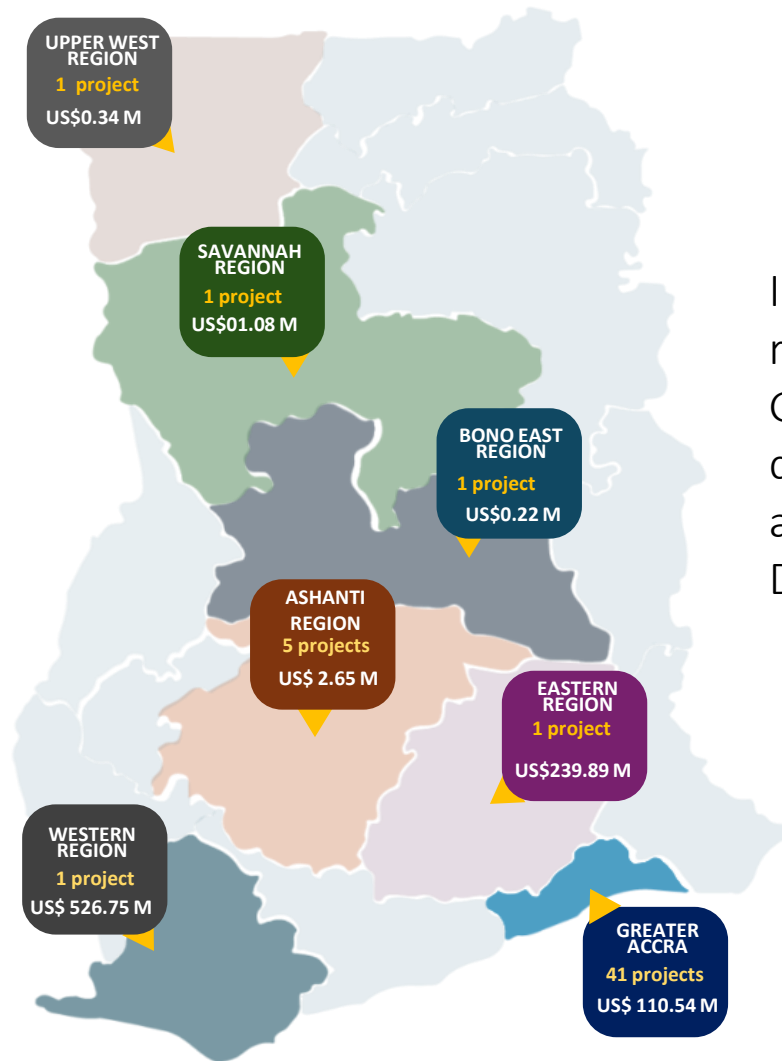 UPPER WEST
REGION
1 project
US$0.34 M
SAVANNAH
REGION
1 project
US$01.08 M
BONO EAST
REGION
1 project
US$0.22 M
ASHANTI
REGION
5 projects
US$ 2.65 M
EASTERN
REGION
1 project
US$239.89 M
WESTERN
REGION
1 project
US$ 526.75 M
GREATER
ACCRA
41 projects
US$ 110.54 M